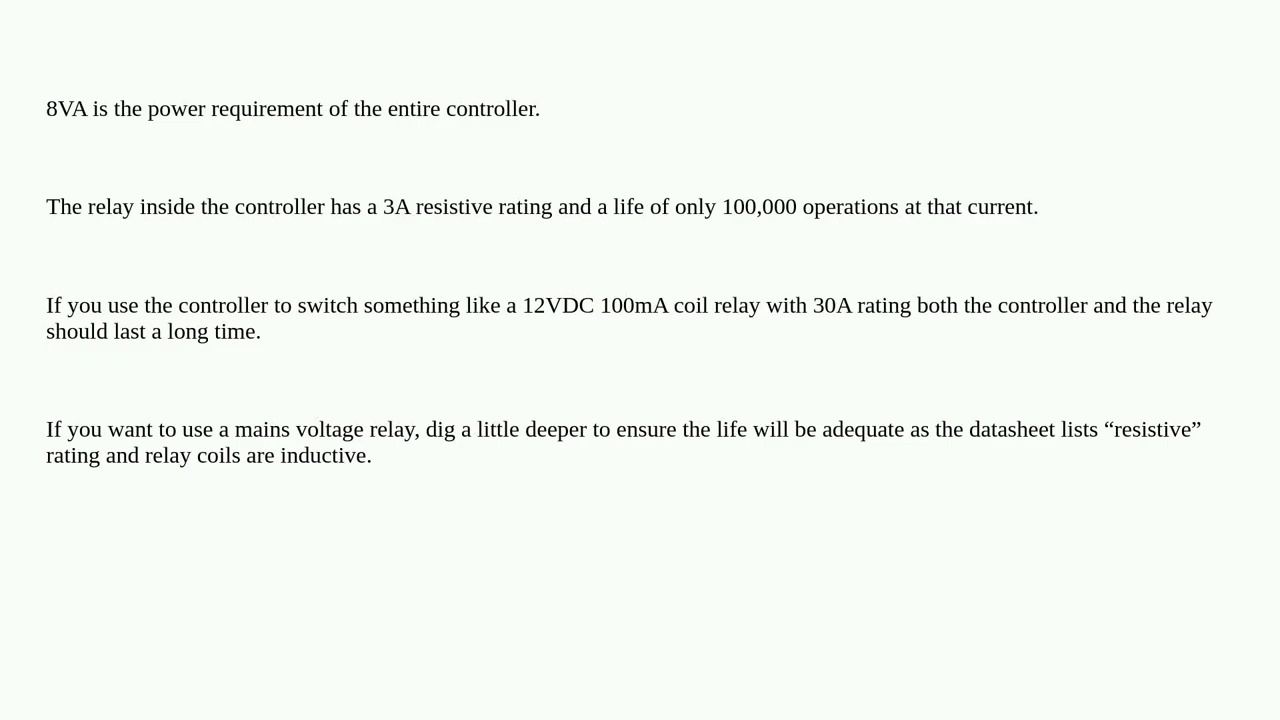 8VA is the power requirement of the entire controller.
The relay inside the controller has a 3A resistive rating and a life of only 100,000 operations at that current.
If you use the controller to switch something like a 12VDC 100mA coil relay with 30A rating both the controller and the relay
should last a long time.
If you want to use a mains voltage relay, dig a little deeper to ensure the life will be adequate as the datasheet lists “resistive”
rating and relay coils are inductive.